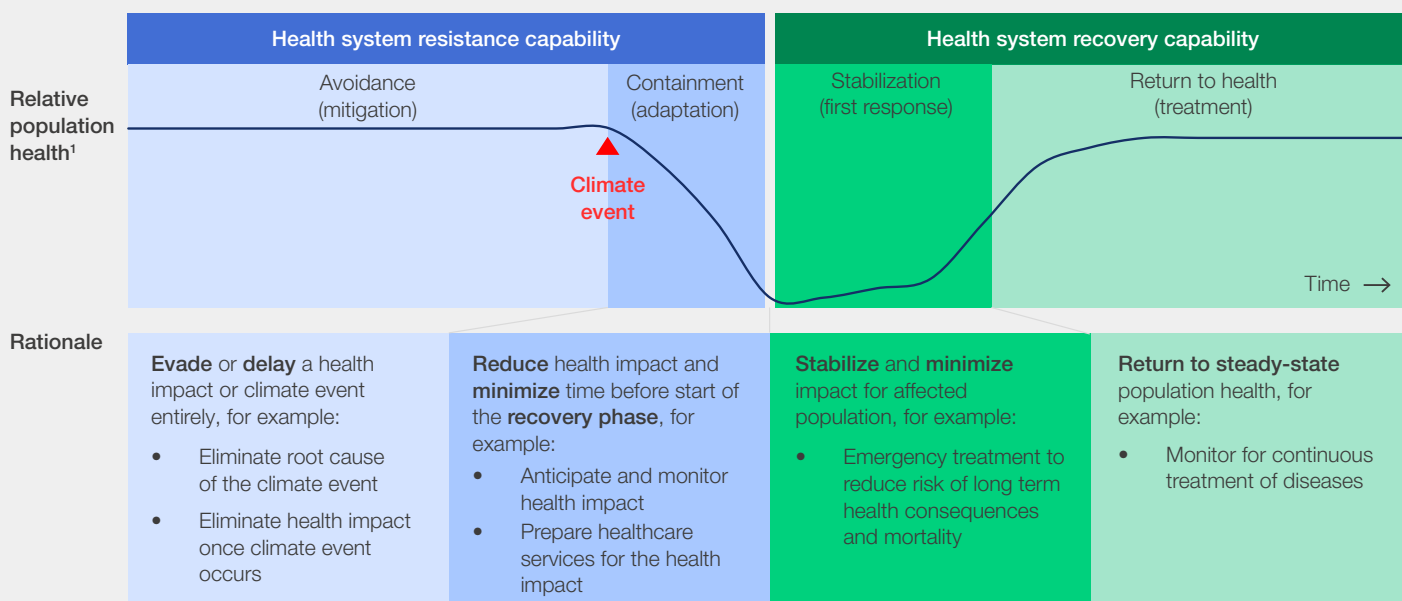 Health system resistance capability
Health system recovery capability
Relative
population
health¹
Avoidance
(mitigation)
Containment
(adaptation)
Stabilization
(first response)
Return to health
(treatment)
Climate
event
Time →
Rationale
Evade or delay a health
impact or climate event
entirely, for example:
• Eliminate root cause
of the climate event
• Eliminate health impact
once climate event
occurs
Reduce health impact and
minimize time before start of
the recovery phase, for
example:
• Anticipate and monitor
health impact
• Prepare healthcare
services for the health
impact
Stabilize and minimize
impact for affected
population, for example:
• Emergency treatment to
reduce risk of long term
health consequences
and mortality
Return to steady-state
population health, for
example:
• Monitor for continuous
treatment of diseases